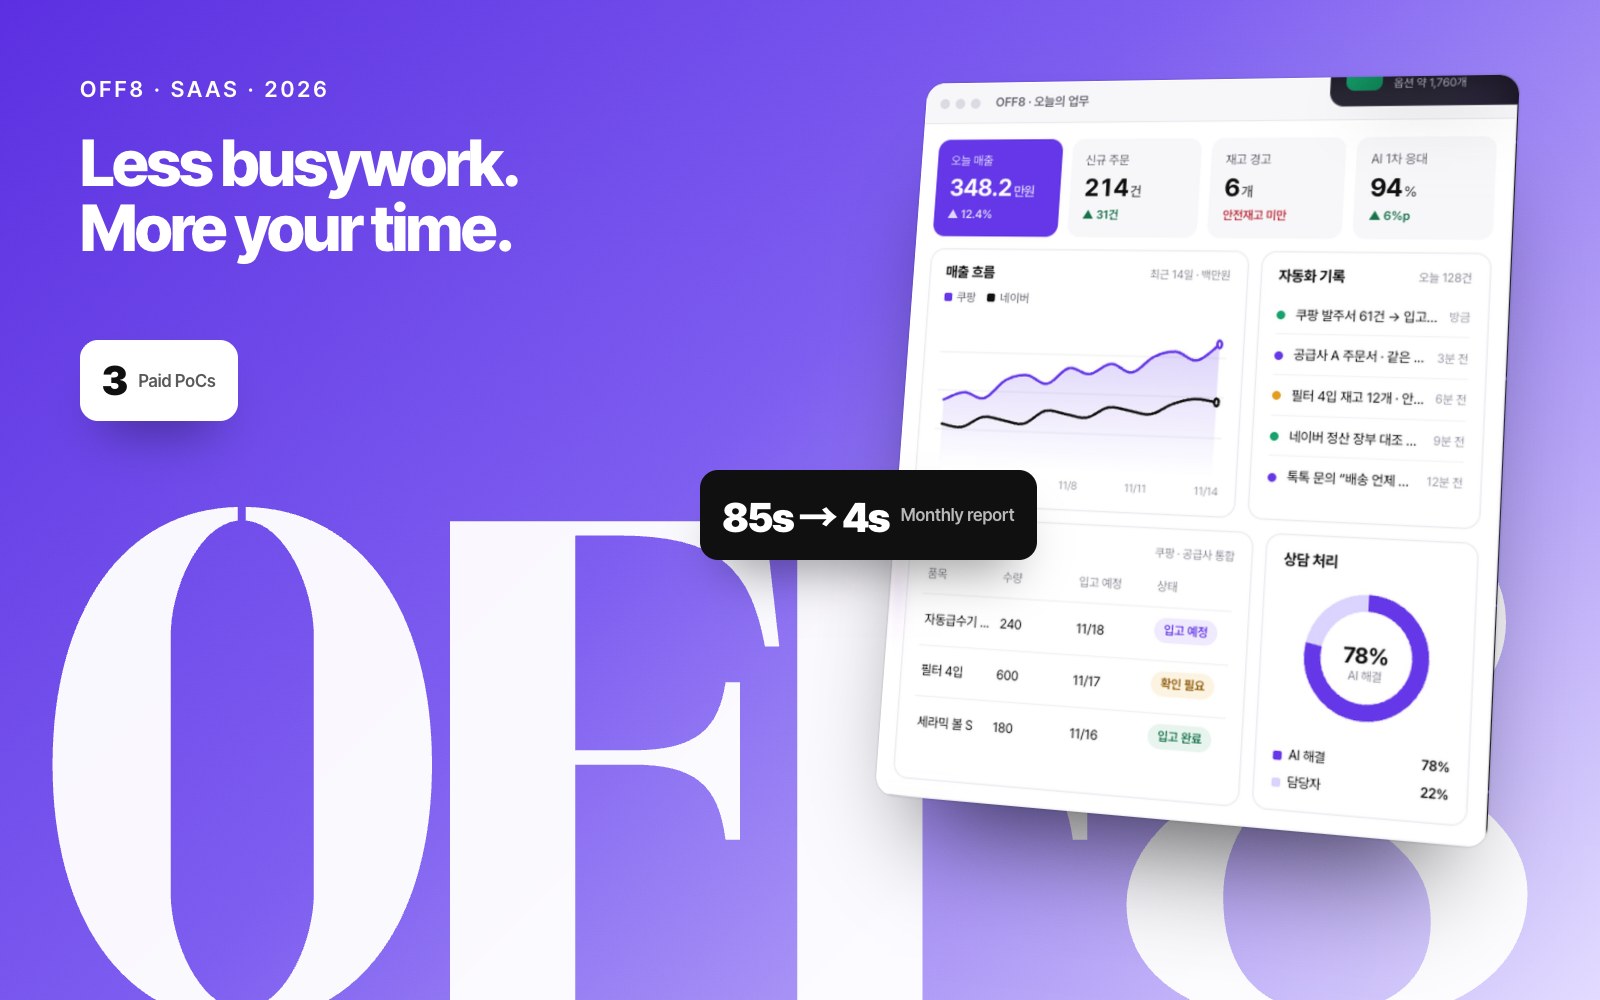 OFF8 · SAAS · 2026
Less busywork.
More your time.
3 Paid PoCs
85s → 4s Monthly report
OFF8
OFF8 · 오늘의 업무
옵션 약 1,760개
오늘 매출
348.2만원
▲ 12.4%
신규 주문
214건
▲ 31건
재고 경고
6개
안전재고 미만
AI 1차 응대
94%
▲ 6%p
매출 흐름
최근 14일 · 백만원
쿠팡 네이버
11/8 11/11 11/14
자동화 기록
오늘 128건
쿠팡 발주서 61건 → 입고... 방금
공급사 A 주문서 · 같은 ... 3분 전
필터 4입 재고 12개 · 안... 6분 전
네이버 정산 장부 대조 ... 9분 전
톡톡 문의 “배송 언제 ... 12분 전
쿠팡 · 공급사 통합
품목 수량 입고 예정 상태
자동급수기 ... 240 11/18 입고 예정
필터 4입 600 11/17 확인 필요
세라믹 볼 S 180 11/16 입고 완료
상담 처리
78%
AI 해결
AI 해결 78%
담당자 22%